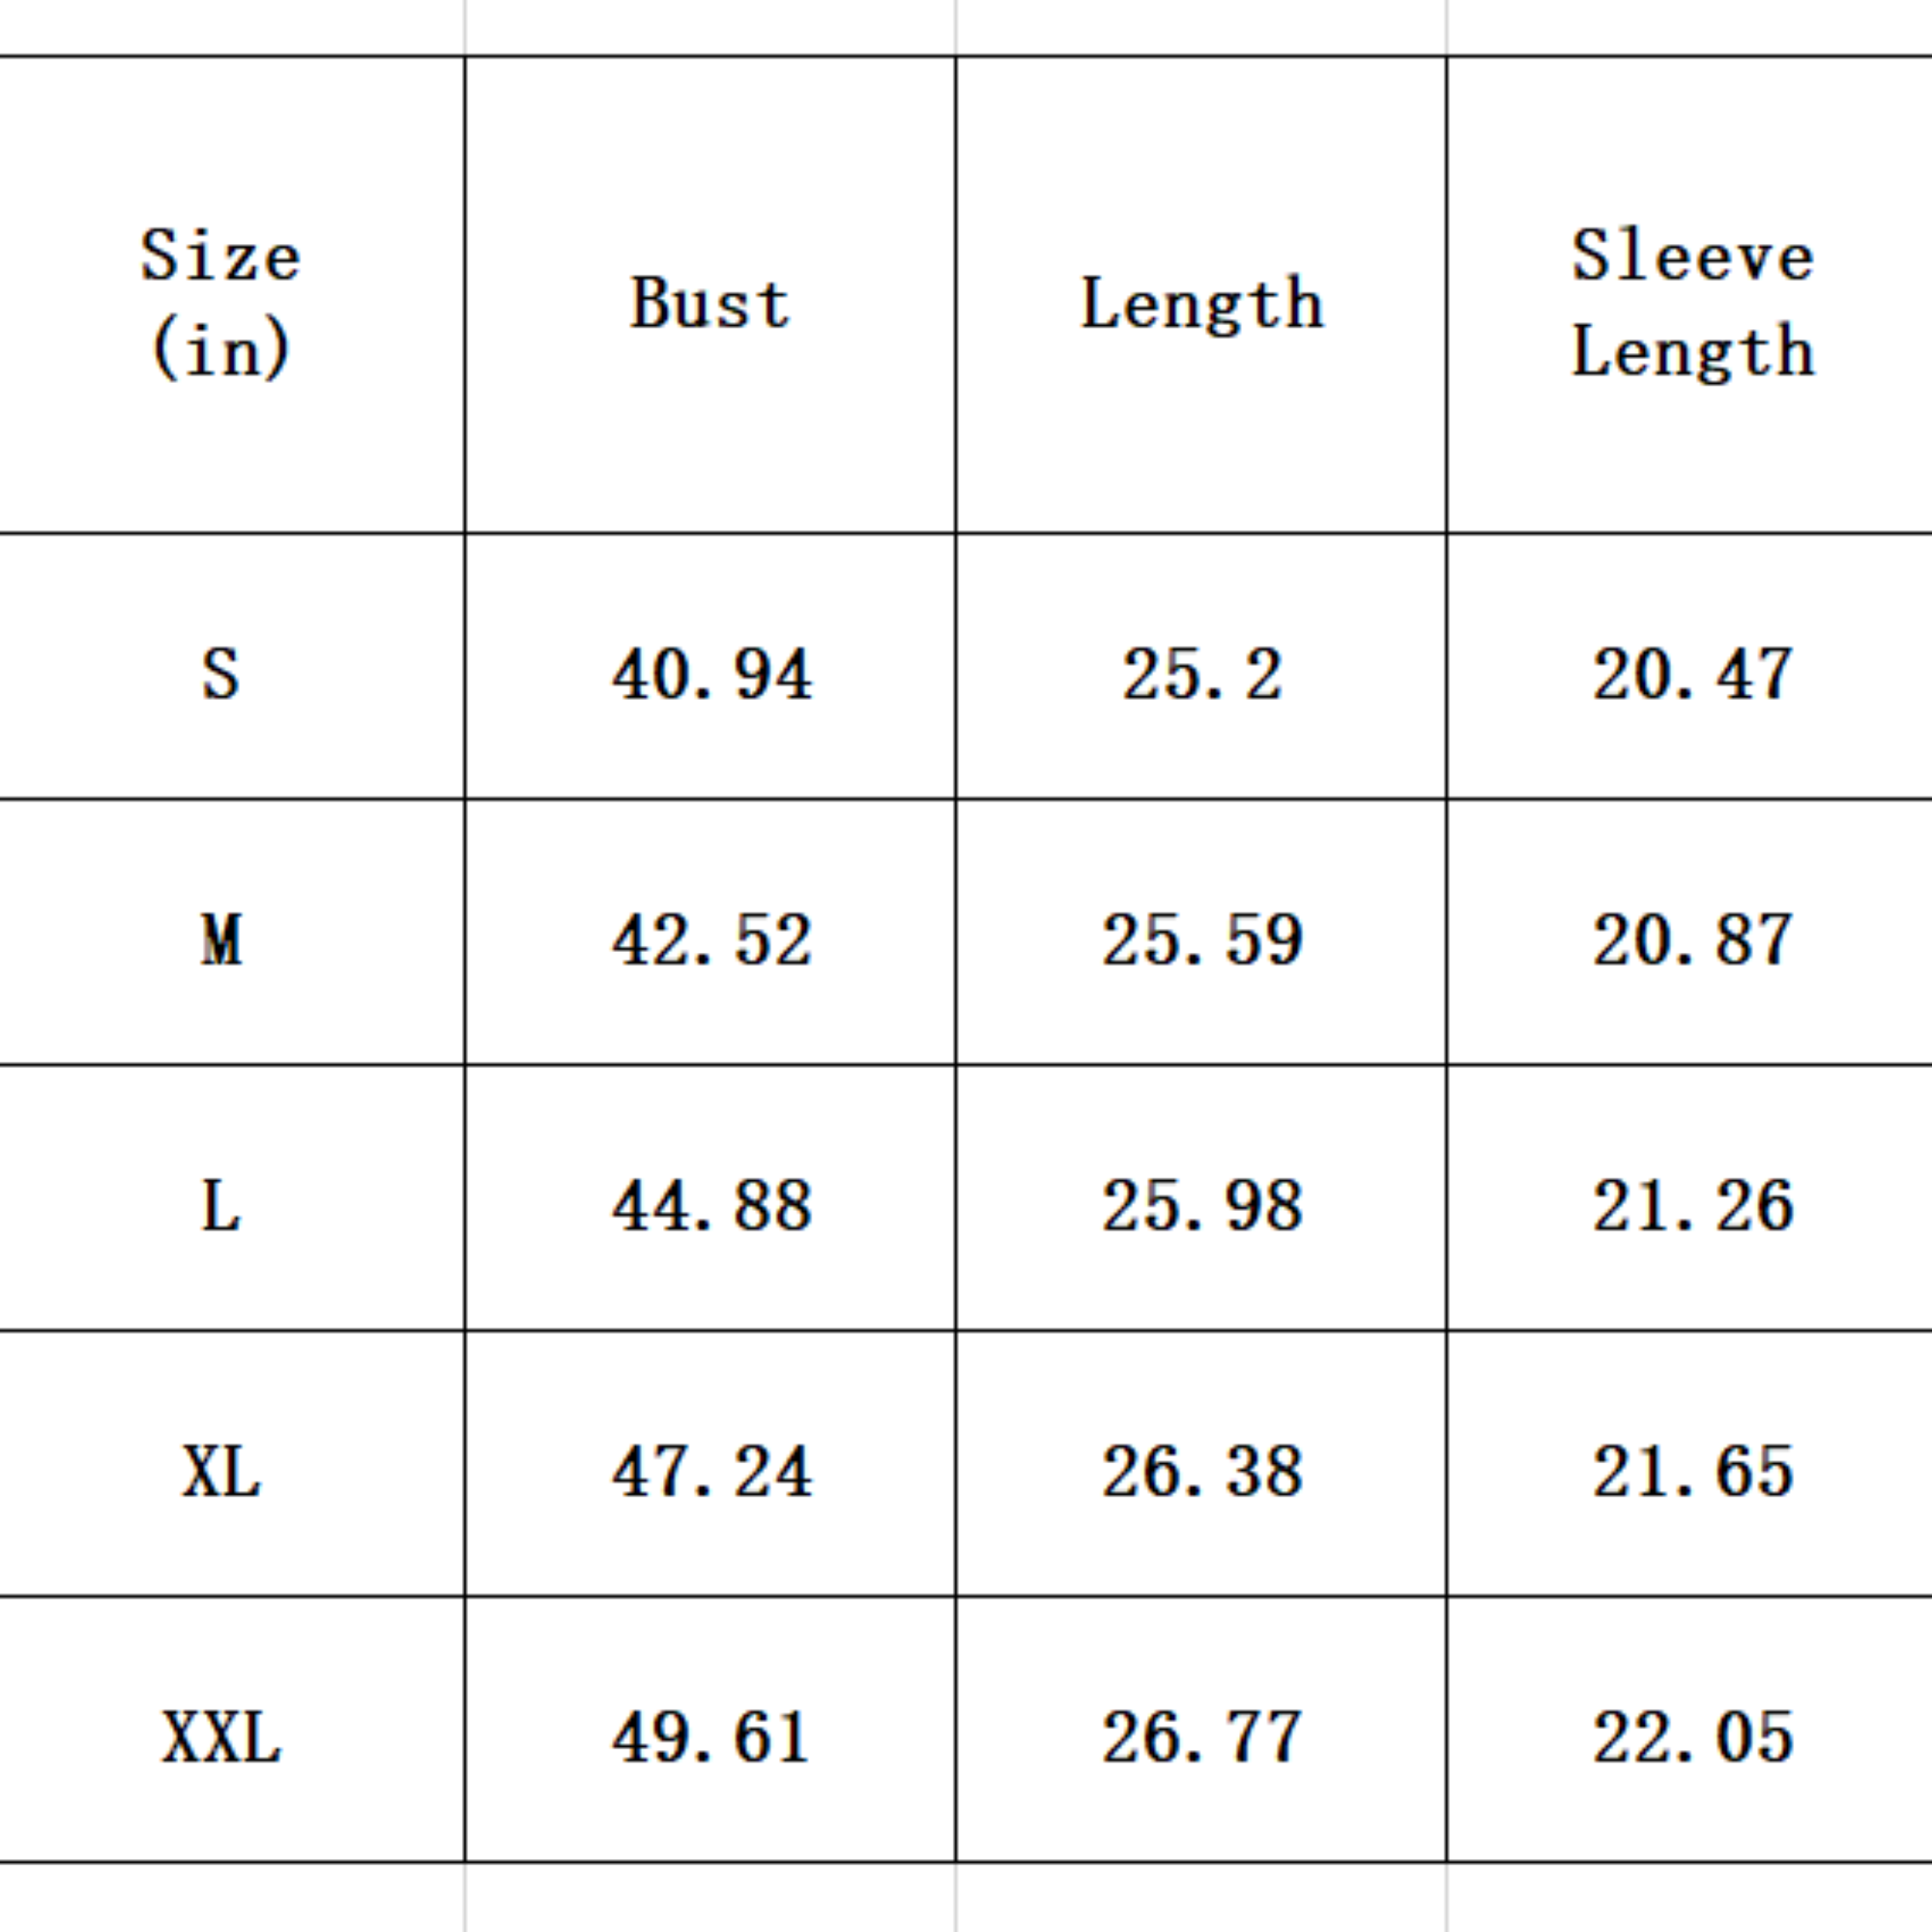 Size (in) Bust Length Sleeve Length
S 40.94 25.2 20.47
M 42.52 25.59 20.87
L 44.88 25.98 21.26
XL 47.24 26.38 21.65
XXL 49.61 26.77 22.05